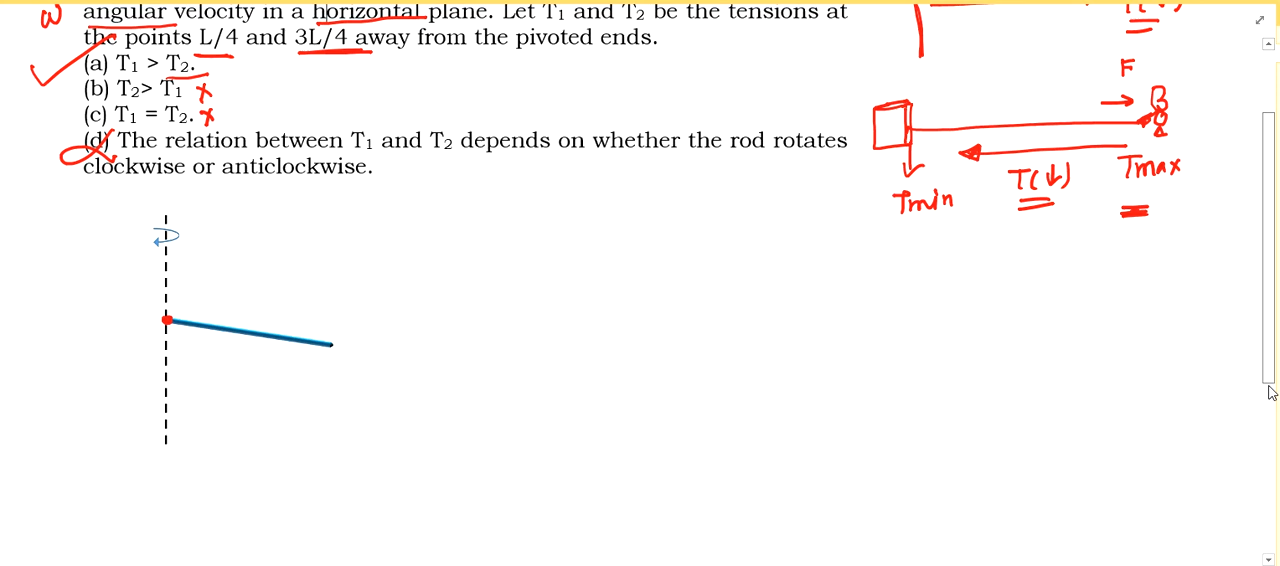 ω angular velocity in a horizontal plane. Let T₁ and T₂ be the tensions at
the points L/4 and 3L/4 away from the pivoted ends.
(a) T₁ > T₂.
(b) T₂> T₁ ×
(c) T₁ = T₂. ×
(d) The relation between T₁ and T₂ depends on whether the rod rotates
clockwise or anticlockwise.
F
T(↓) Tmax
Tmin